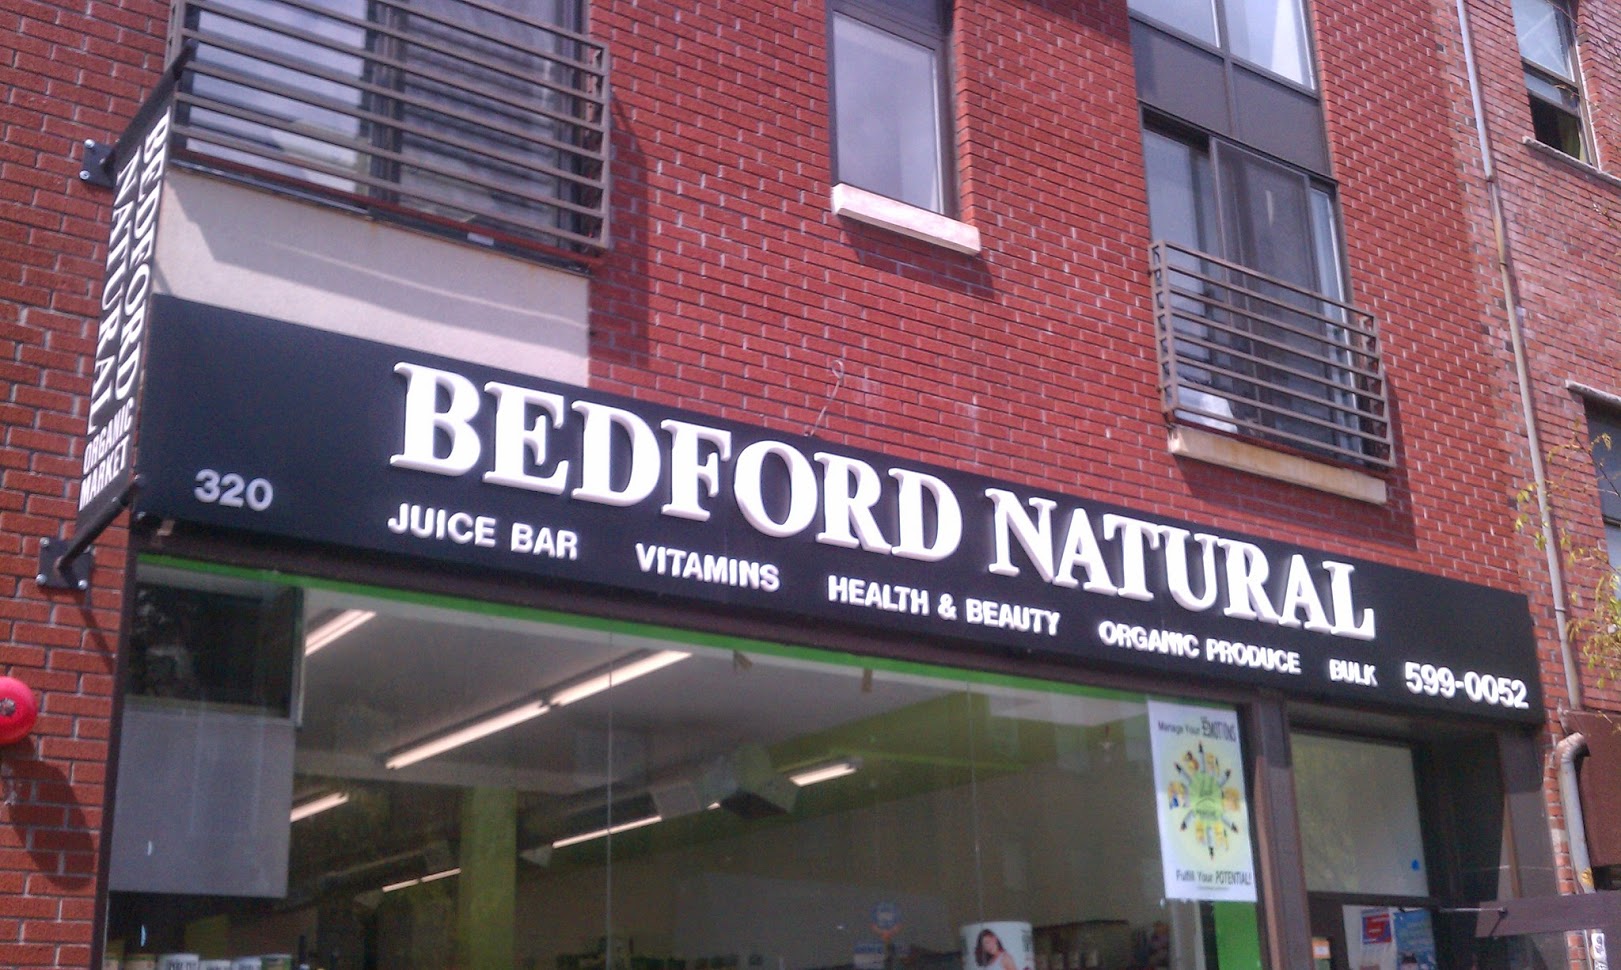 BEDFORD
NATURAL
ORGANIC
MARKET
BEDFORD NATURAL
320
JUICE BAR VITAMINS HEALTH & BEAUTY ORGANIC PRODUCE BULK 599-0052
Manage Your EMOTIONS
Fulfill Your POTENTIAL!